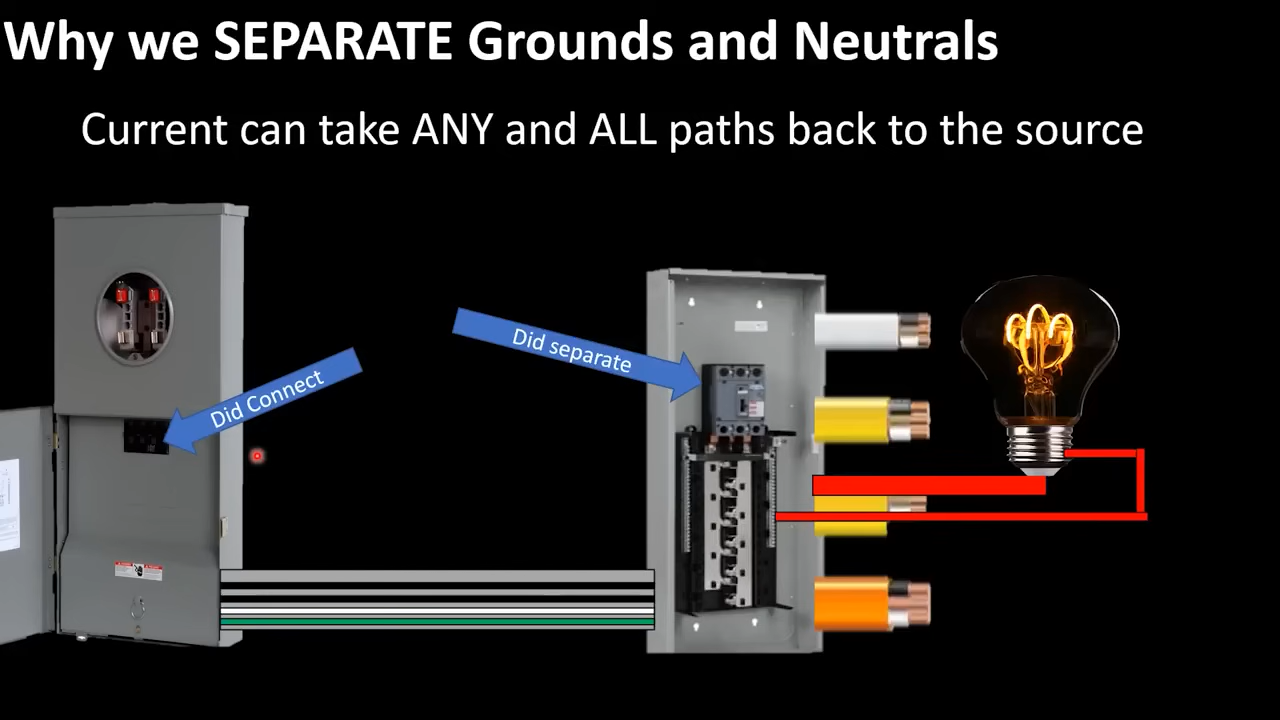 Why we SEPARATE Grounds and Neutrals
Current can take ANY and ALL paths back to the source
Did separate
Did Connect